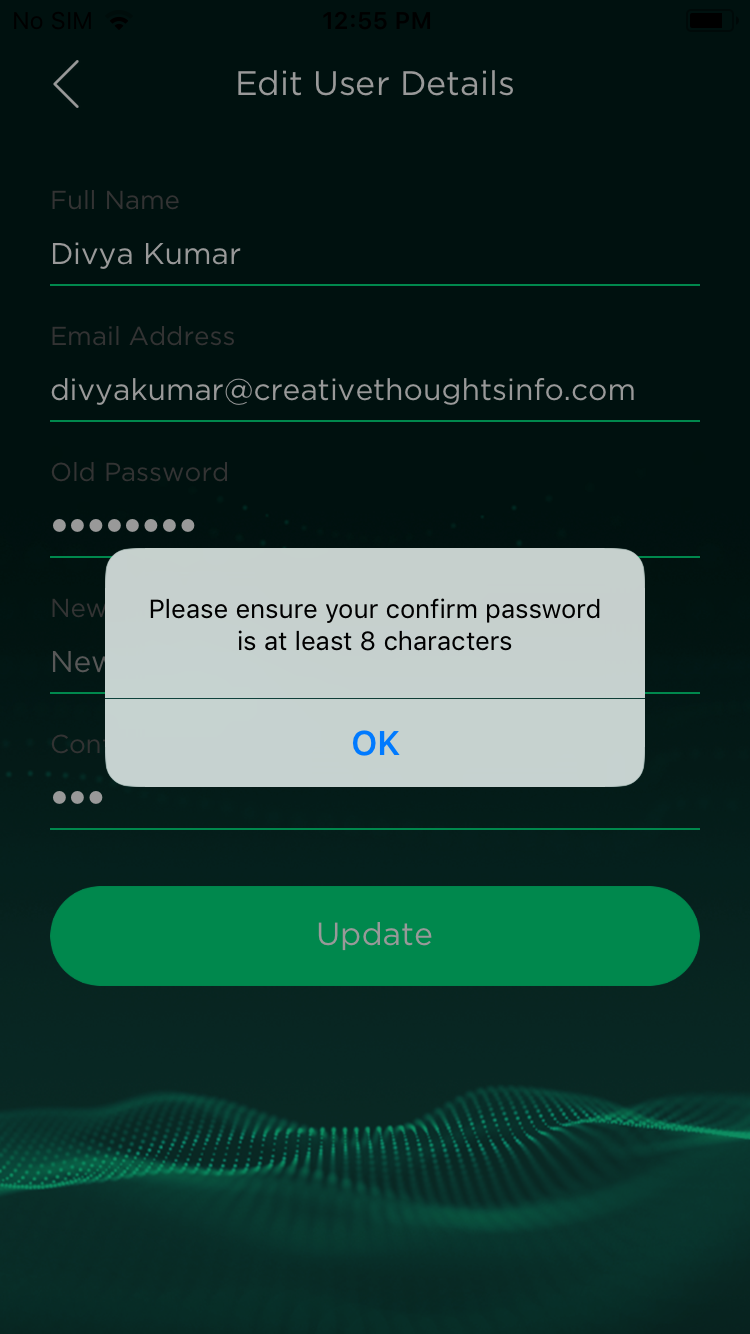 No SIM 12:55 PM
Edit User Details
Full Name
Divya Kumar
Email Address
divyakumar@creativethoughtsinfo.com
Old Password
••••••••
New
Please ensure your confirm password
is at least 8 characters
New
OK
•••
Update